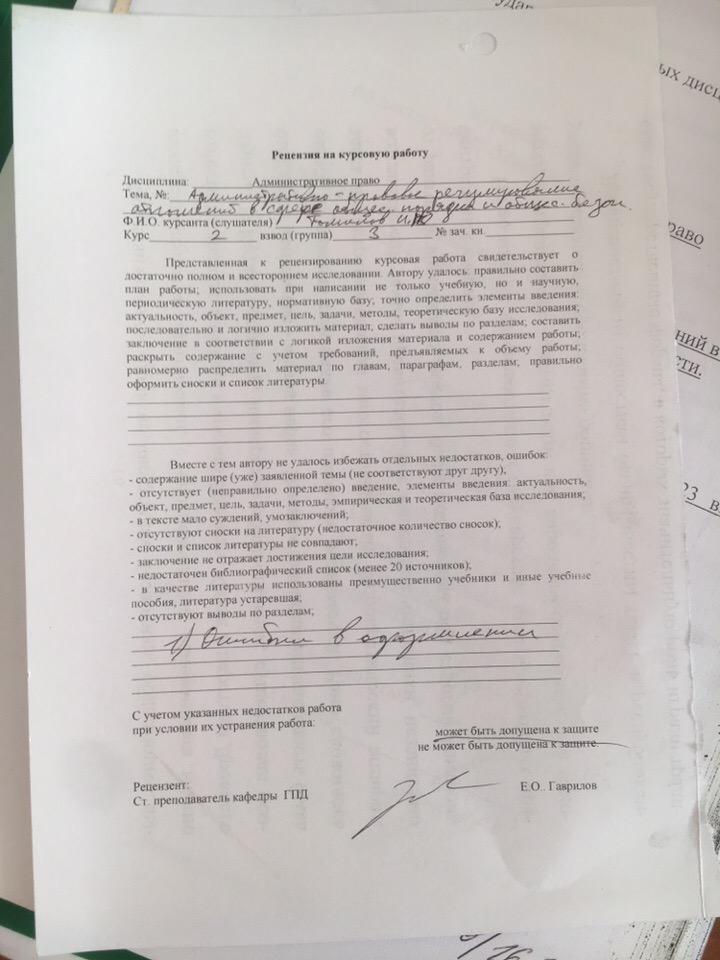 Удар
ых дисц
Рецензия на курсовую работу
Дисциплина: Административное право
Тема, №: Административно-правовое регулирование
отношений в сфере общес. порядка и общес. безоп.
Ф И О. курсанта (слушателя)
Курс 2 взвод (группа) 3 № зач. кн.
Представленная к рецензированию курсовая работа свидетельствует о
достаточно полном и всестороннем исследовании. Автору удалось: правильно составить
план работы; использовать при написании не только учебную, но и научную,
периодическую литературу, нормативную базу; точно определить элементы введения:
актуальность, объект, предмет, цель, задачи, методы, теоретическую базу исследования;
последовательно и логично изложить материал; сделать выводы по разделам; составить
заключение в соответствии с логикой изложения материала и содержанием работы;
раскрыть содержание с учетом требований, предъявляемых к объему работы;
равномерно распределить материал по главам, параграфам, разделам; правильно
оформить сноски и список литературы
Вместе с тем автору не удалось избежать отдельных недостатков, ошибок:
- содержание шире (уже) заявленной темы (не соответствуют друг другу);
- отсутствует (неправильно определено) введение, элементы введения: актуальность,
объект, предмет, цель, задачи, методы, эмпирическая и теоретическая база исследования;
- в тексте мало суждений, умозаключений;
- отсутствуют сноски на литературу (недостаточное количество сносок);
- сноски и список литературы не совпадают;
- заключение не отражает достижения цели исследования;
- недостаточен библиографический список (менее 20 источников);
- в качестве литературы использованы преимущественно учебники и иные учебные
пособия, литература устаревшая;
- отсутствуют выводы по разделам;
1) Ошибки в оформлении
С учетом указанных недостатков работа
при условии их устранения работа:
может быть допущена к защите
не может быть допущена к защите.
Рецензент:
Ст. преподаватель кафедры ГПД Е.О.. Гаврилов
раво
ний в
сти.
23 в